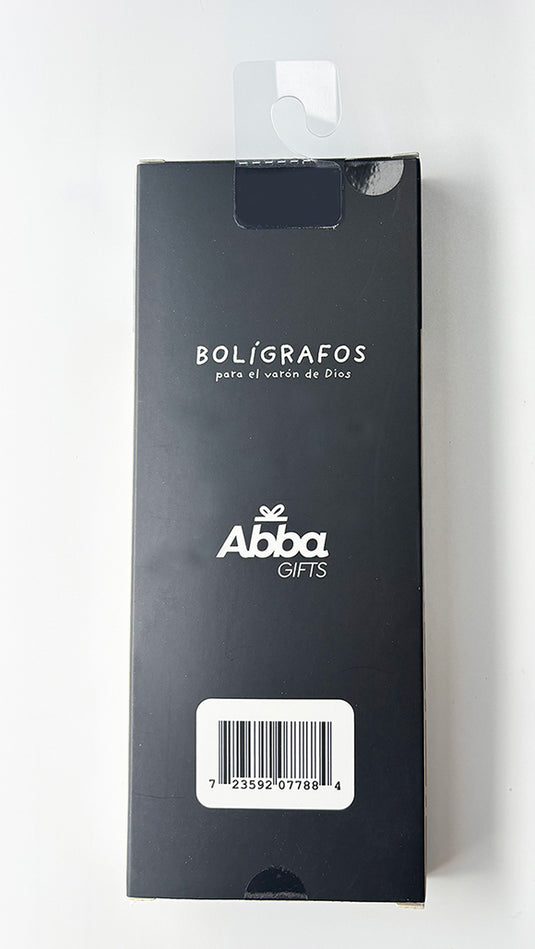 BOLÍGRAFOS
para el varón de Dios
Abba
GIFTS
7 23592 07788 4